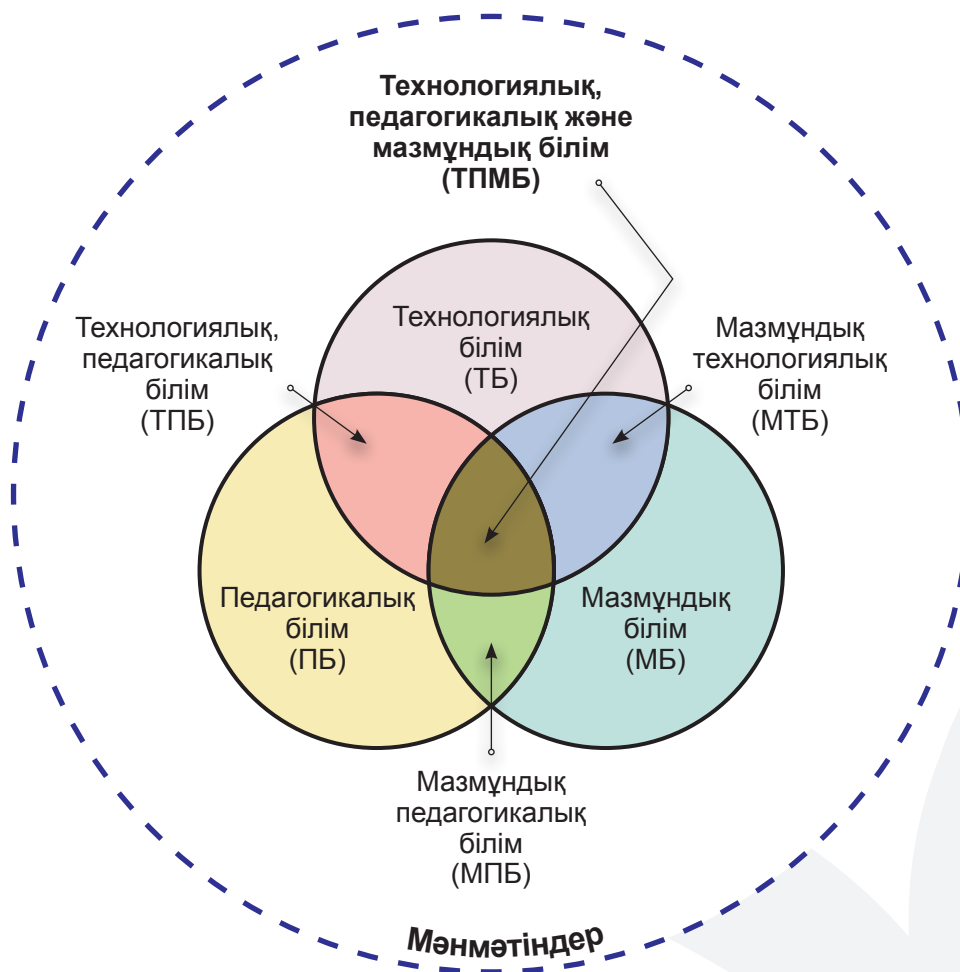 Технологиялық,
педагогикалық және
мазмұндық білім
(ТПМБ)
Технологиялық
білім
(ТБ)
Технологиялық,
педагогикалық
білім
(ТПБ)
Мазмұндық
технологиялық
білім
(МТБ)
Педагогикалық
білім
(ПБ)
Мазмұндық
білім
(МБ)
Мазмұндық
педагогикалық
білім
(МПБ)
Мәнмәтіндер